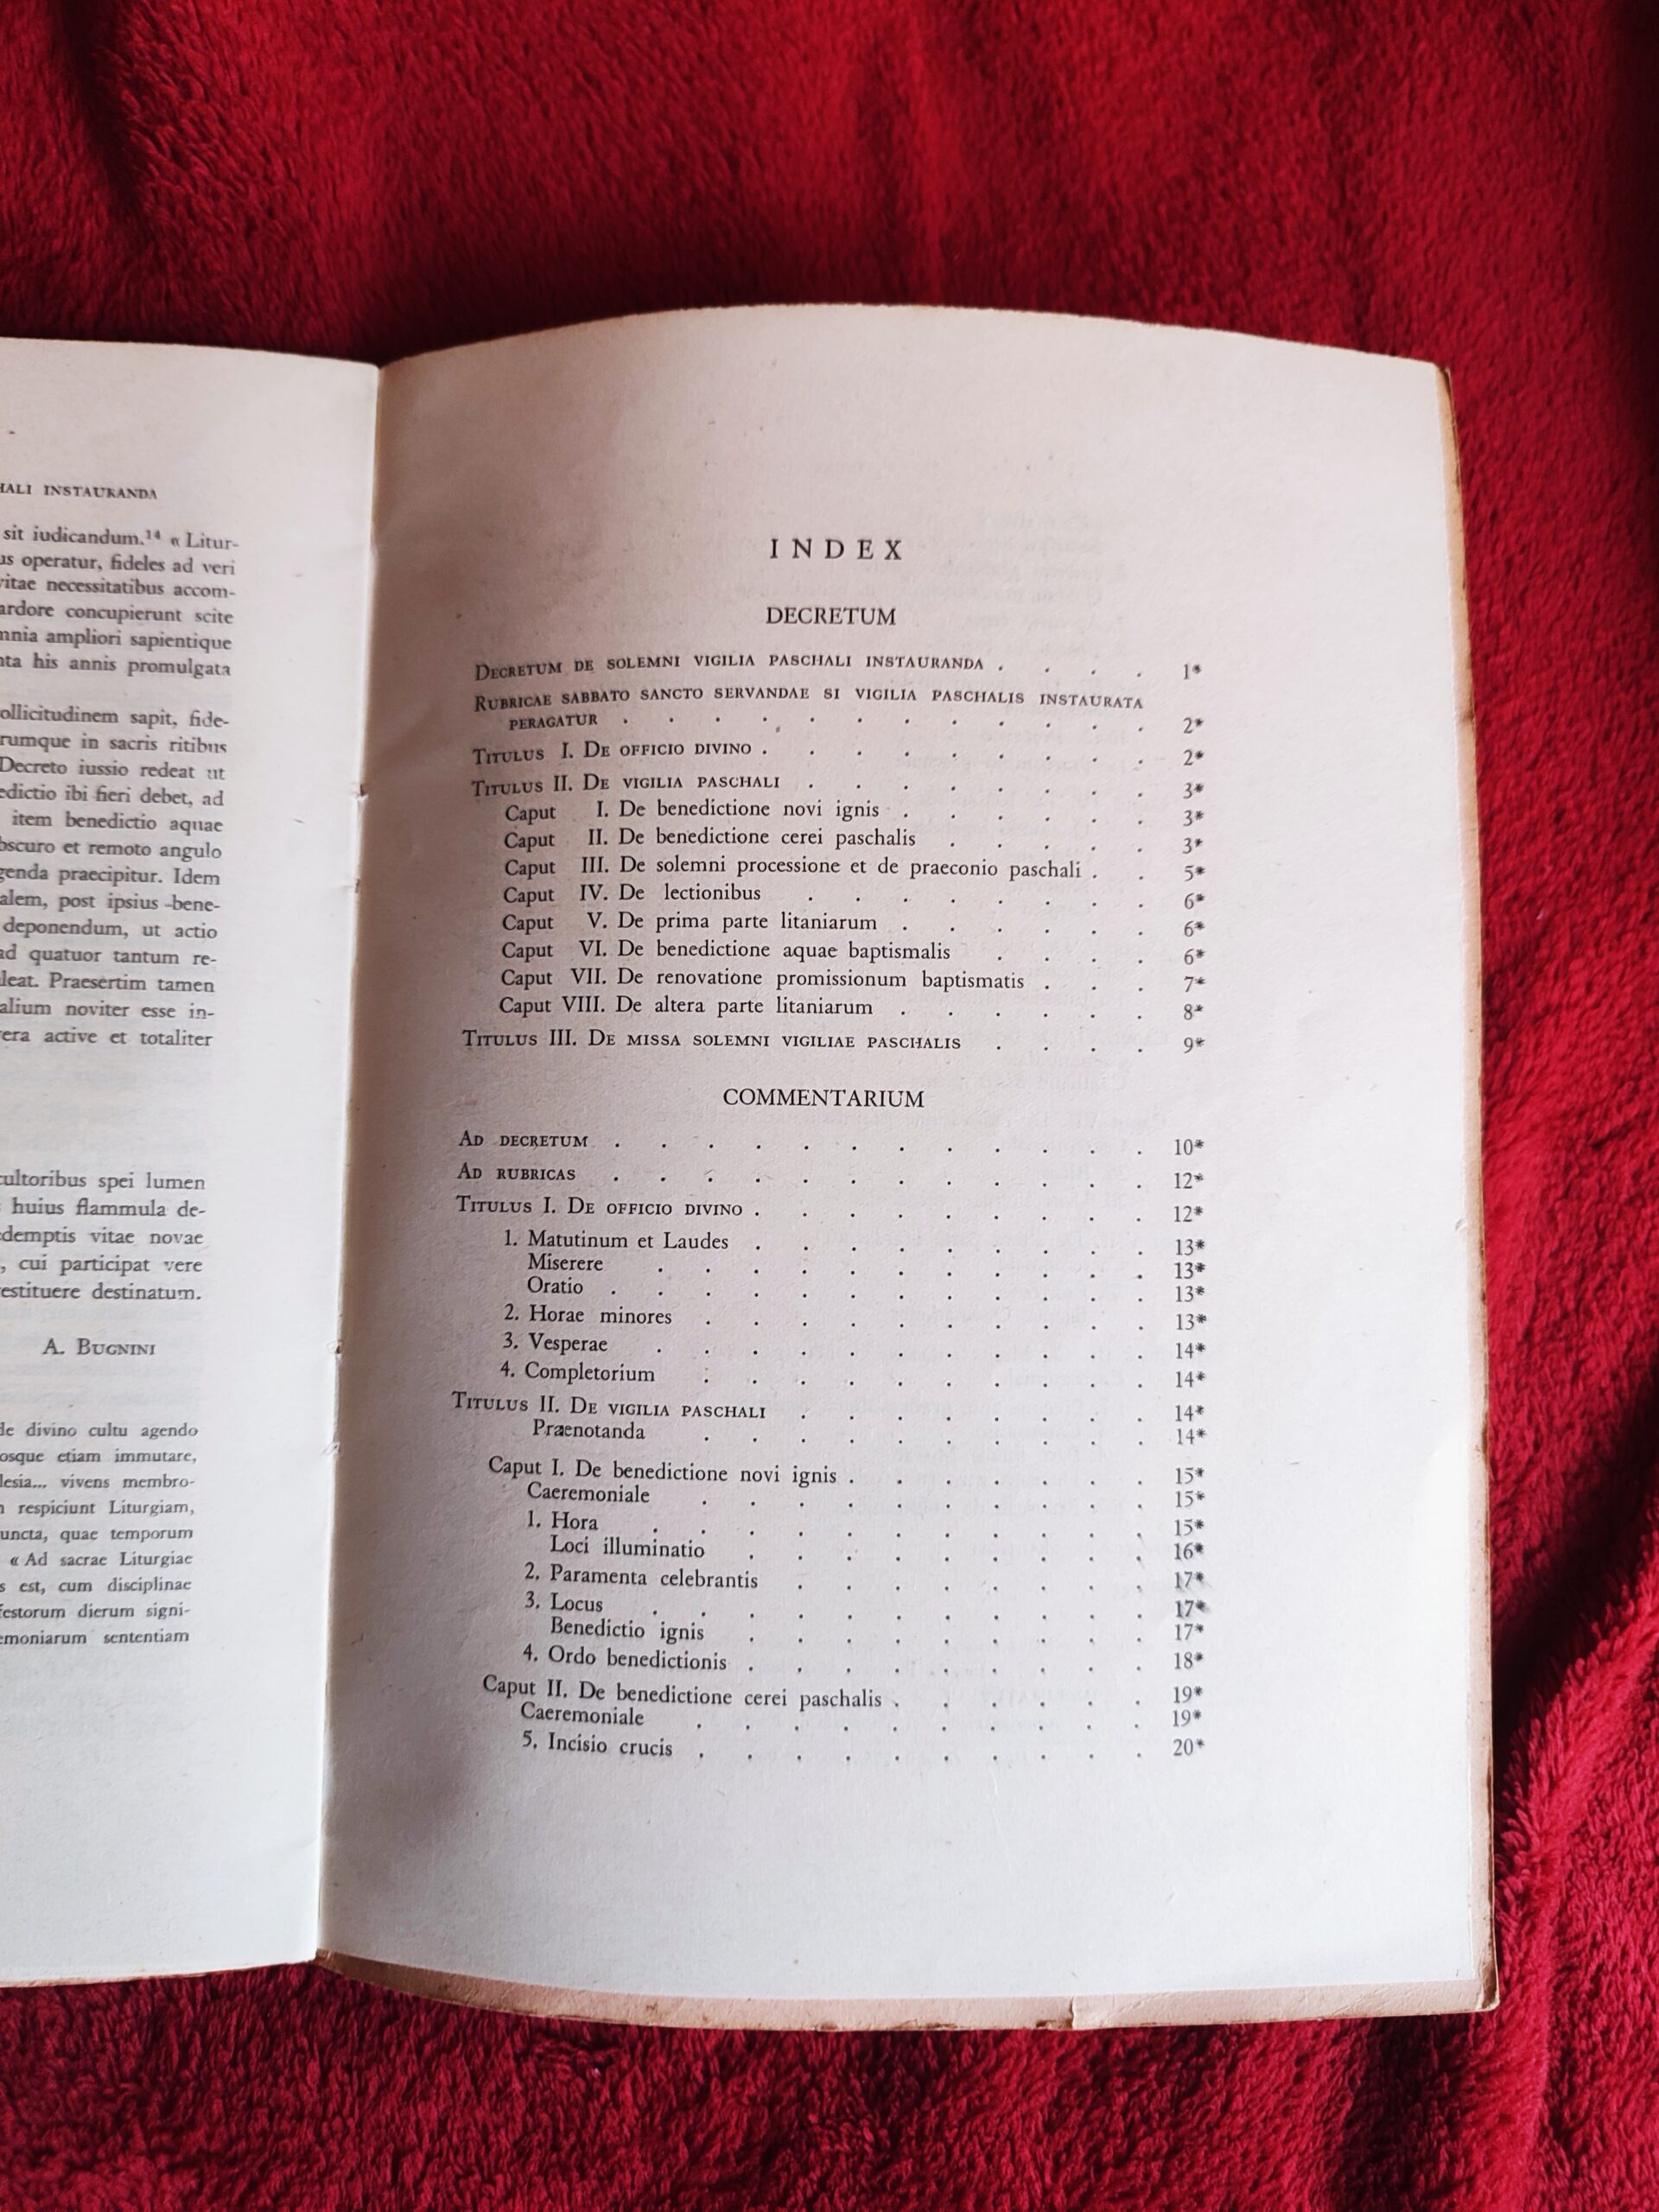 HALI INSTAURANDA
sit iudicandum.¹⁴ « Litur-
us operatur, fideles ad veri
vitae necessitatibus accom-
ardore concupierunt scite
mnia ampliori sapientique
nta his annis promulgata
ollicitudinem sapit, fide-
rumque in sacris ritibus
Decreto iussio redeat ut
edictio ibi fieri debet, ad
item benedictio aquae
bscuro et remoto angulo
genda praecipitur. Idem
alem, post ipsius bene-
deponendum, ut actio
ad quatuor tantum re-
leat. Praesertim tamen
alium noviter esse in-
vera active et totaliter
cultoribus spei lumen
huius flammula de-
edemptis vitae novae
, cui participat vere
estituere destinatum.
A. BUGNINI
de divino cultu agendo
osque etiam immutare,
lesia... vivens membro-
n respiciunt Liturgiam,
uncta, quae temporum
« Ad sacrae Liturgiae
s est, cum disciplinae
festorum dierum signi-
emoniarum sententiam
INDEX
DECRETUM
DECRETUM DE SOLEMNI VIGILIA PASCHALI INSTAURANDA . . . . 1*
RUBRICAE SABBATO SANCTO SERVANDAE SI VIGILIA PASCHALIS INSTAURATA
PERAGATUR . . . . . . . . . . . 2*
TITULUS I. DE OFFICIO DIVINO . . . . . . . . . 2*
TITULUS II. DE VIGILIA PASCHALI . . . . . . . . 3*
Caput I. De benedictione novi ignis . . . . . . 3*
Caput II. De benedictione cerei paschalis . . . . . 3*
Caput III. De solemni processione et de praeconio paschali . . . 5*
Caput IV. De lectionibus . . . . . . . . 6*
Caput V. De prima parte litaniarum . . . . . . 6*
Caput VI. De benedictione aquae baptismalis . . . . 6*
Caput VII. De renovatione promissionum baptismatis . . . 7*
Caput VIII. De altera parte litaniarum . . . . . . 8*
TITULUS III. DE MISSA SOLEMNI VIGILIAE PASCHALIS . . . . 9*
COMMENTARIUM
AD DECRETUM . . . . . . . . . . . . 10*
AD RUBRICAS . . . . . . . . . . . . 12*
TITULUS I. DE OFFICIO DIVINO . . . . . . . . . 12*
1. Matutinum et Laudes . . . . . . . . . 13*
Miserere . . . . . . . . . . . 13*
Oratio . . . . . . . . . . . . 13*
2. Horae minores . . . . . . . . . . 13*
3. Vesperae . . . . . . . . . . . 14*
4. Completorium . . . . . . . . . . 14*
TITULUS II. DE VIGILIA PASCHALI . . . . . . . . 14*
Praenotanda . . . . . . . . . . 14*
Caput I. De benedictione novi ignis . . . . . . . 15*
Caeremoniale . . . . . . . . . . 15*
1. Hora . . . . . . . . . . . 15*
Loci illuminatio . . . . . . . . . 16*
2. Paramenta celebrantis . . . . . . . . 17*
3. Locus . . . . . . . . . . . 17*
Benedictio ignis . . . . . . . . . 17*
4. Ordo benedictionis . . . . . . . . . 18*
Caput II. De benedictione cerei paschalis . . . . . . 19*
Caeremoniale . . . . . . . . . . 19*
5. Incisio crucis . . . . . . . . . . 20*